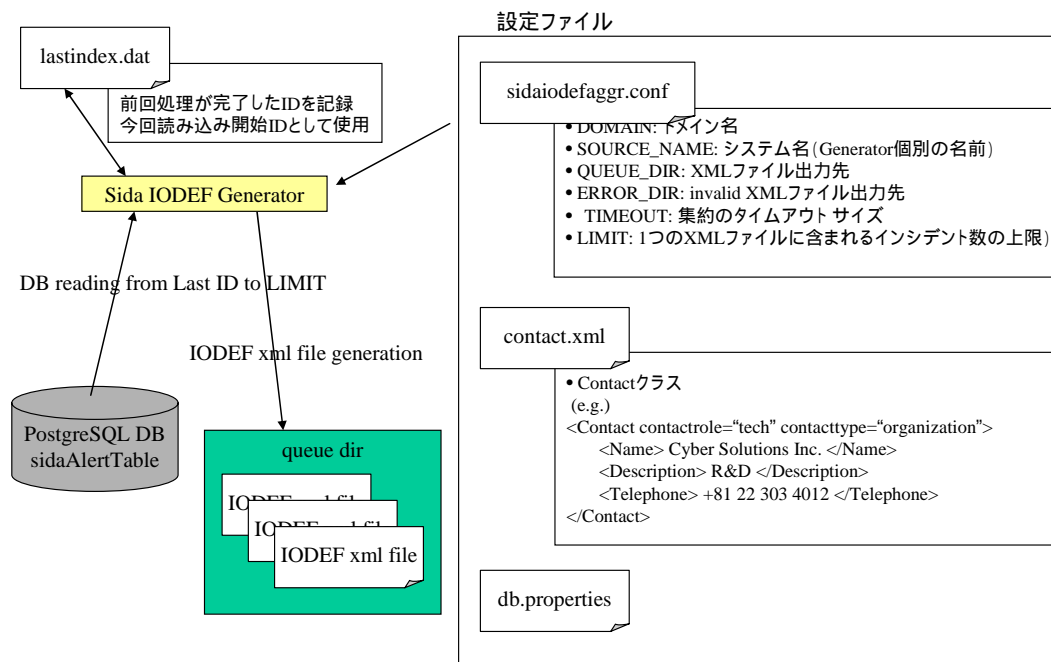 設定ファイル
lastindex.dat
前回処理が完了したIDを記録
今回読み込み開始IDとして使用
Sida IODEF Generator
DB reading from Last ID to LIMIT
IODEF xml file generation
PostgreSQL DB
sidaAlertTable
queue dir
IODEF xml file
IODEF xml file
IODEF xml file
sidaiodefaggr.conf
• DOMAIN: ドメイン名
• SOURCE_NAME: システム名(Generator個別の名前)
• QUEUE_DIR: XMLファイル出力先
• ERROR_DIR: invalid XMLファイル出力先
• TIMEOUT: 集約のタイムアウト サイズ
• LIMIT: 1つのXMLファイルに含まれるインシデント数の上限)
contact.xml
• Contactクラス
(e.g.)
<Contact contactrole=“tech” contacttype=“organization”>
<Name> Cyber Solutions Inc. </Name>
<Description> R&D </Description>
<Telephone> +81 22 303 4012 </Telephone>
</Contact>
db.properties